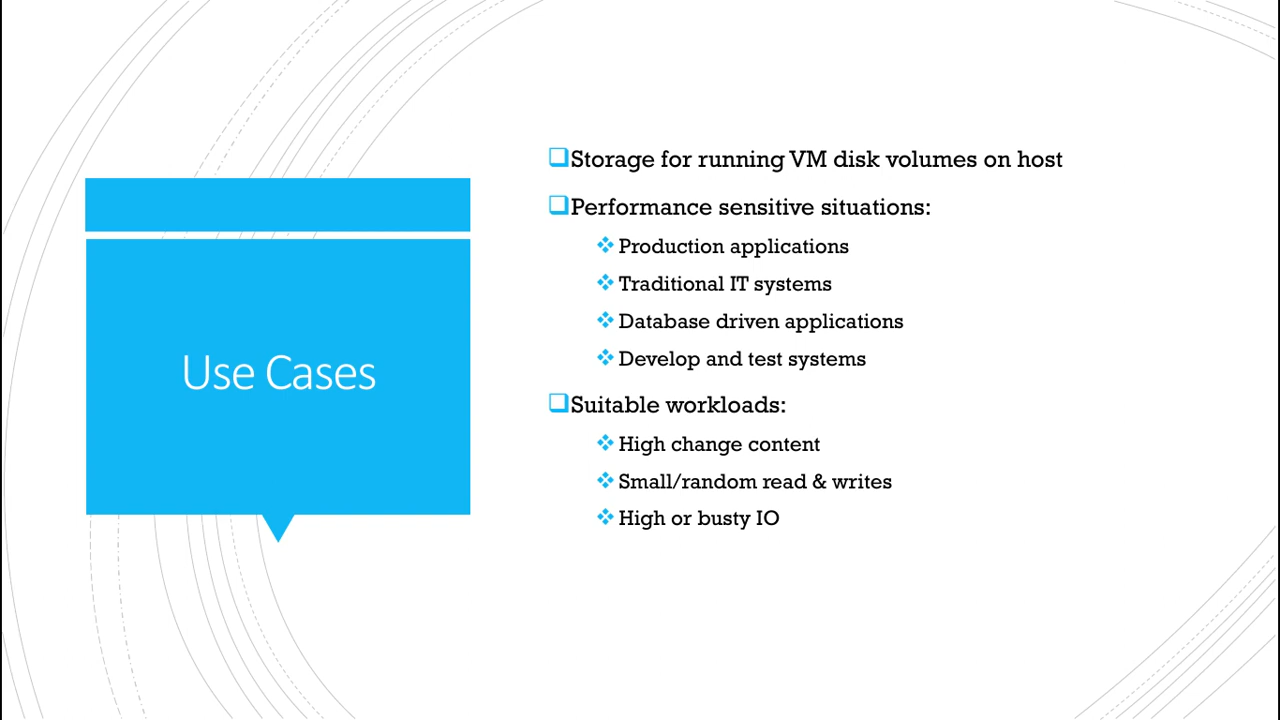 Use Cases
Storage for running VM disk volumes on host
Performance sensitive situations:
Production applications
Traditional IT systems
Database driven applications
Develop and test systems
Suitable workloads:
High change content
Small/random read & writes
High or busty IO